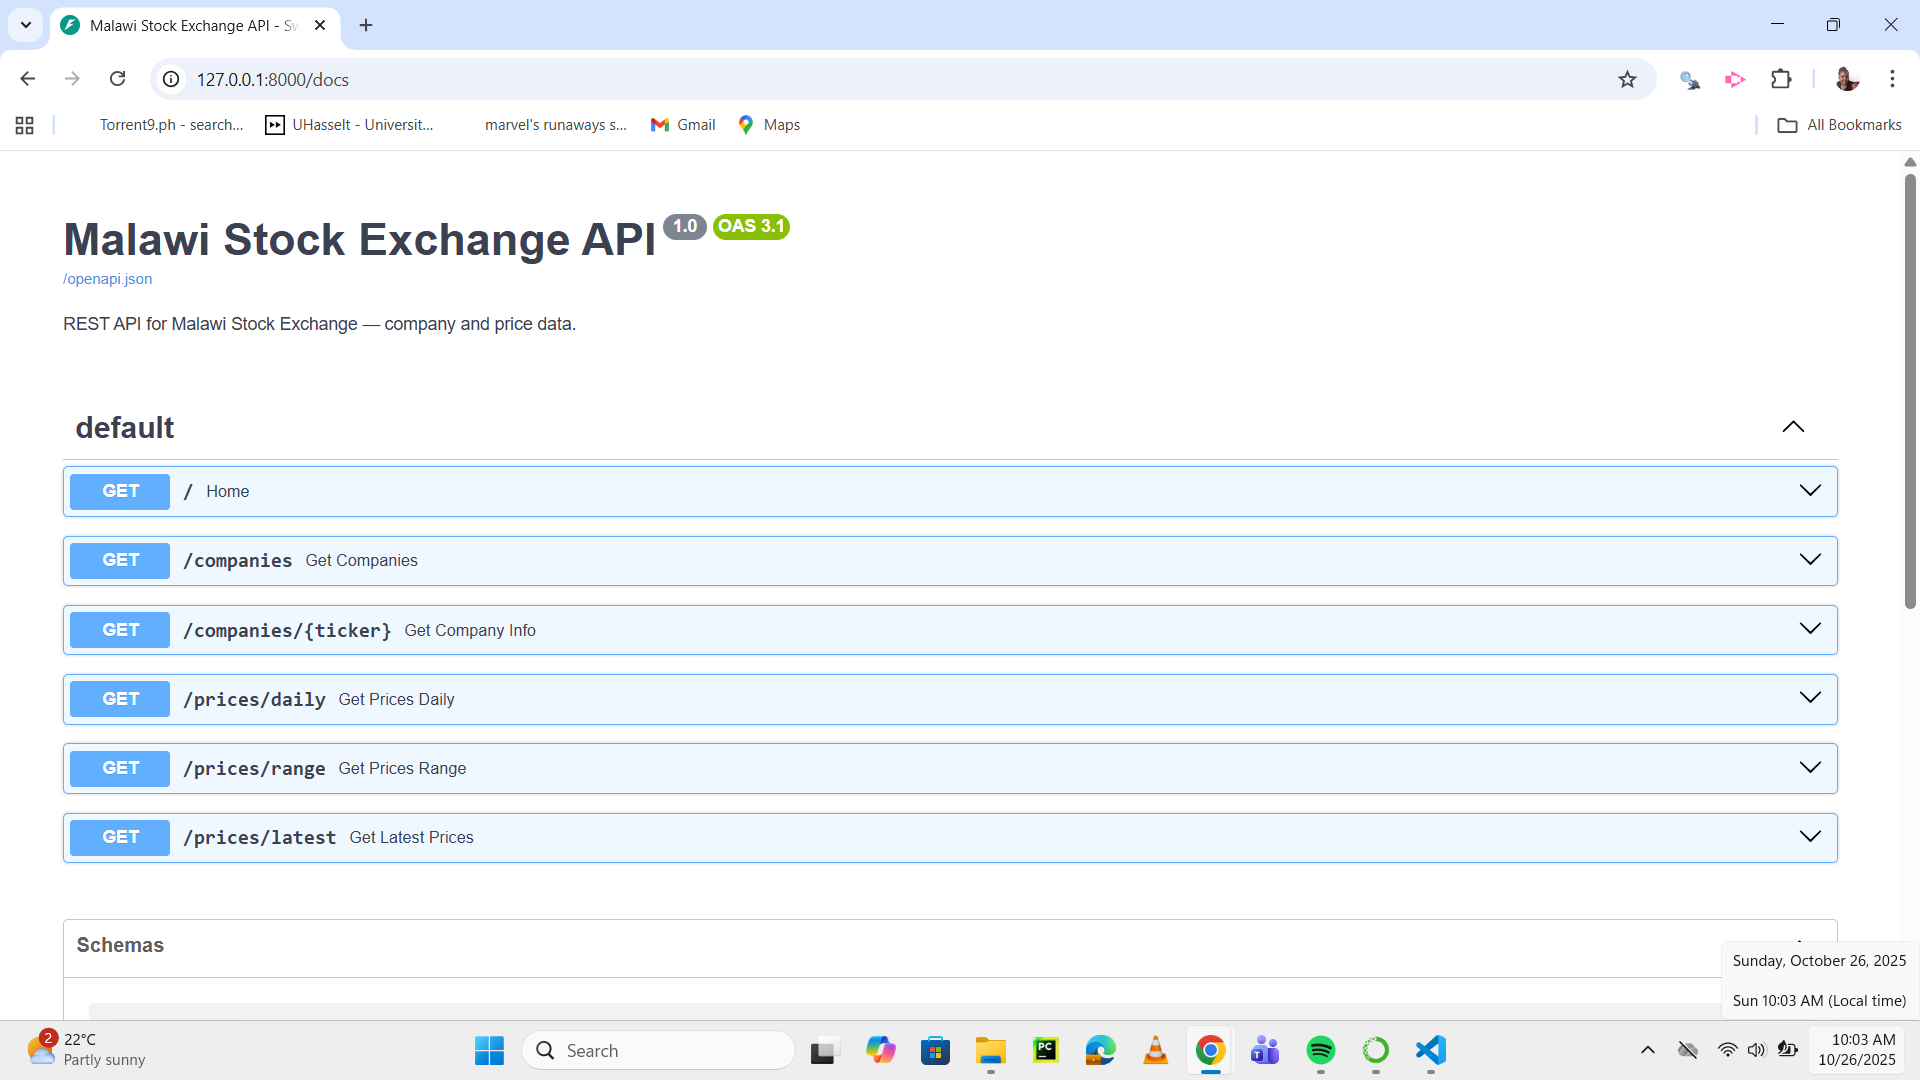 Malawi Stock Exchange API - Sw
127.0.0.1:8000/docs
Torrent9.ph - search...
UHasselt - Universit...
marvel's runaways s...
Gmail
Maps
All Bookmarks
Malawi Stock Exchange API 1.0 OAS 3.1
/openapi.json
REST API for Malawi Stock Exchange — company and price data.
default
GET / Home
GET /companies Get Companies
GET /companies/{ticker} Get Company Info
GET /prices/daily Get Prices Daily
GET /prices/range Get Prices Range
GET /prices/latest Get Latest Prices
Schemas
Sunday, October 26, 2025
Sun 10:03 AM (Local time)
2
22°C
Partly sunny
Search
PC
T
10:03 AM
10/26/2025